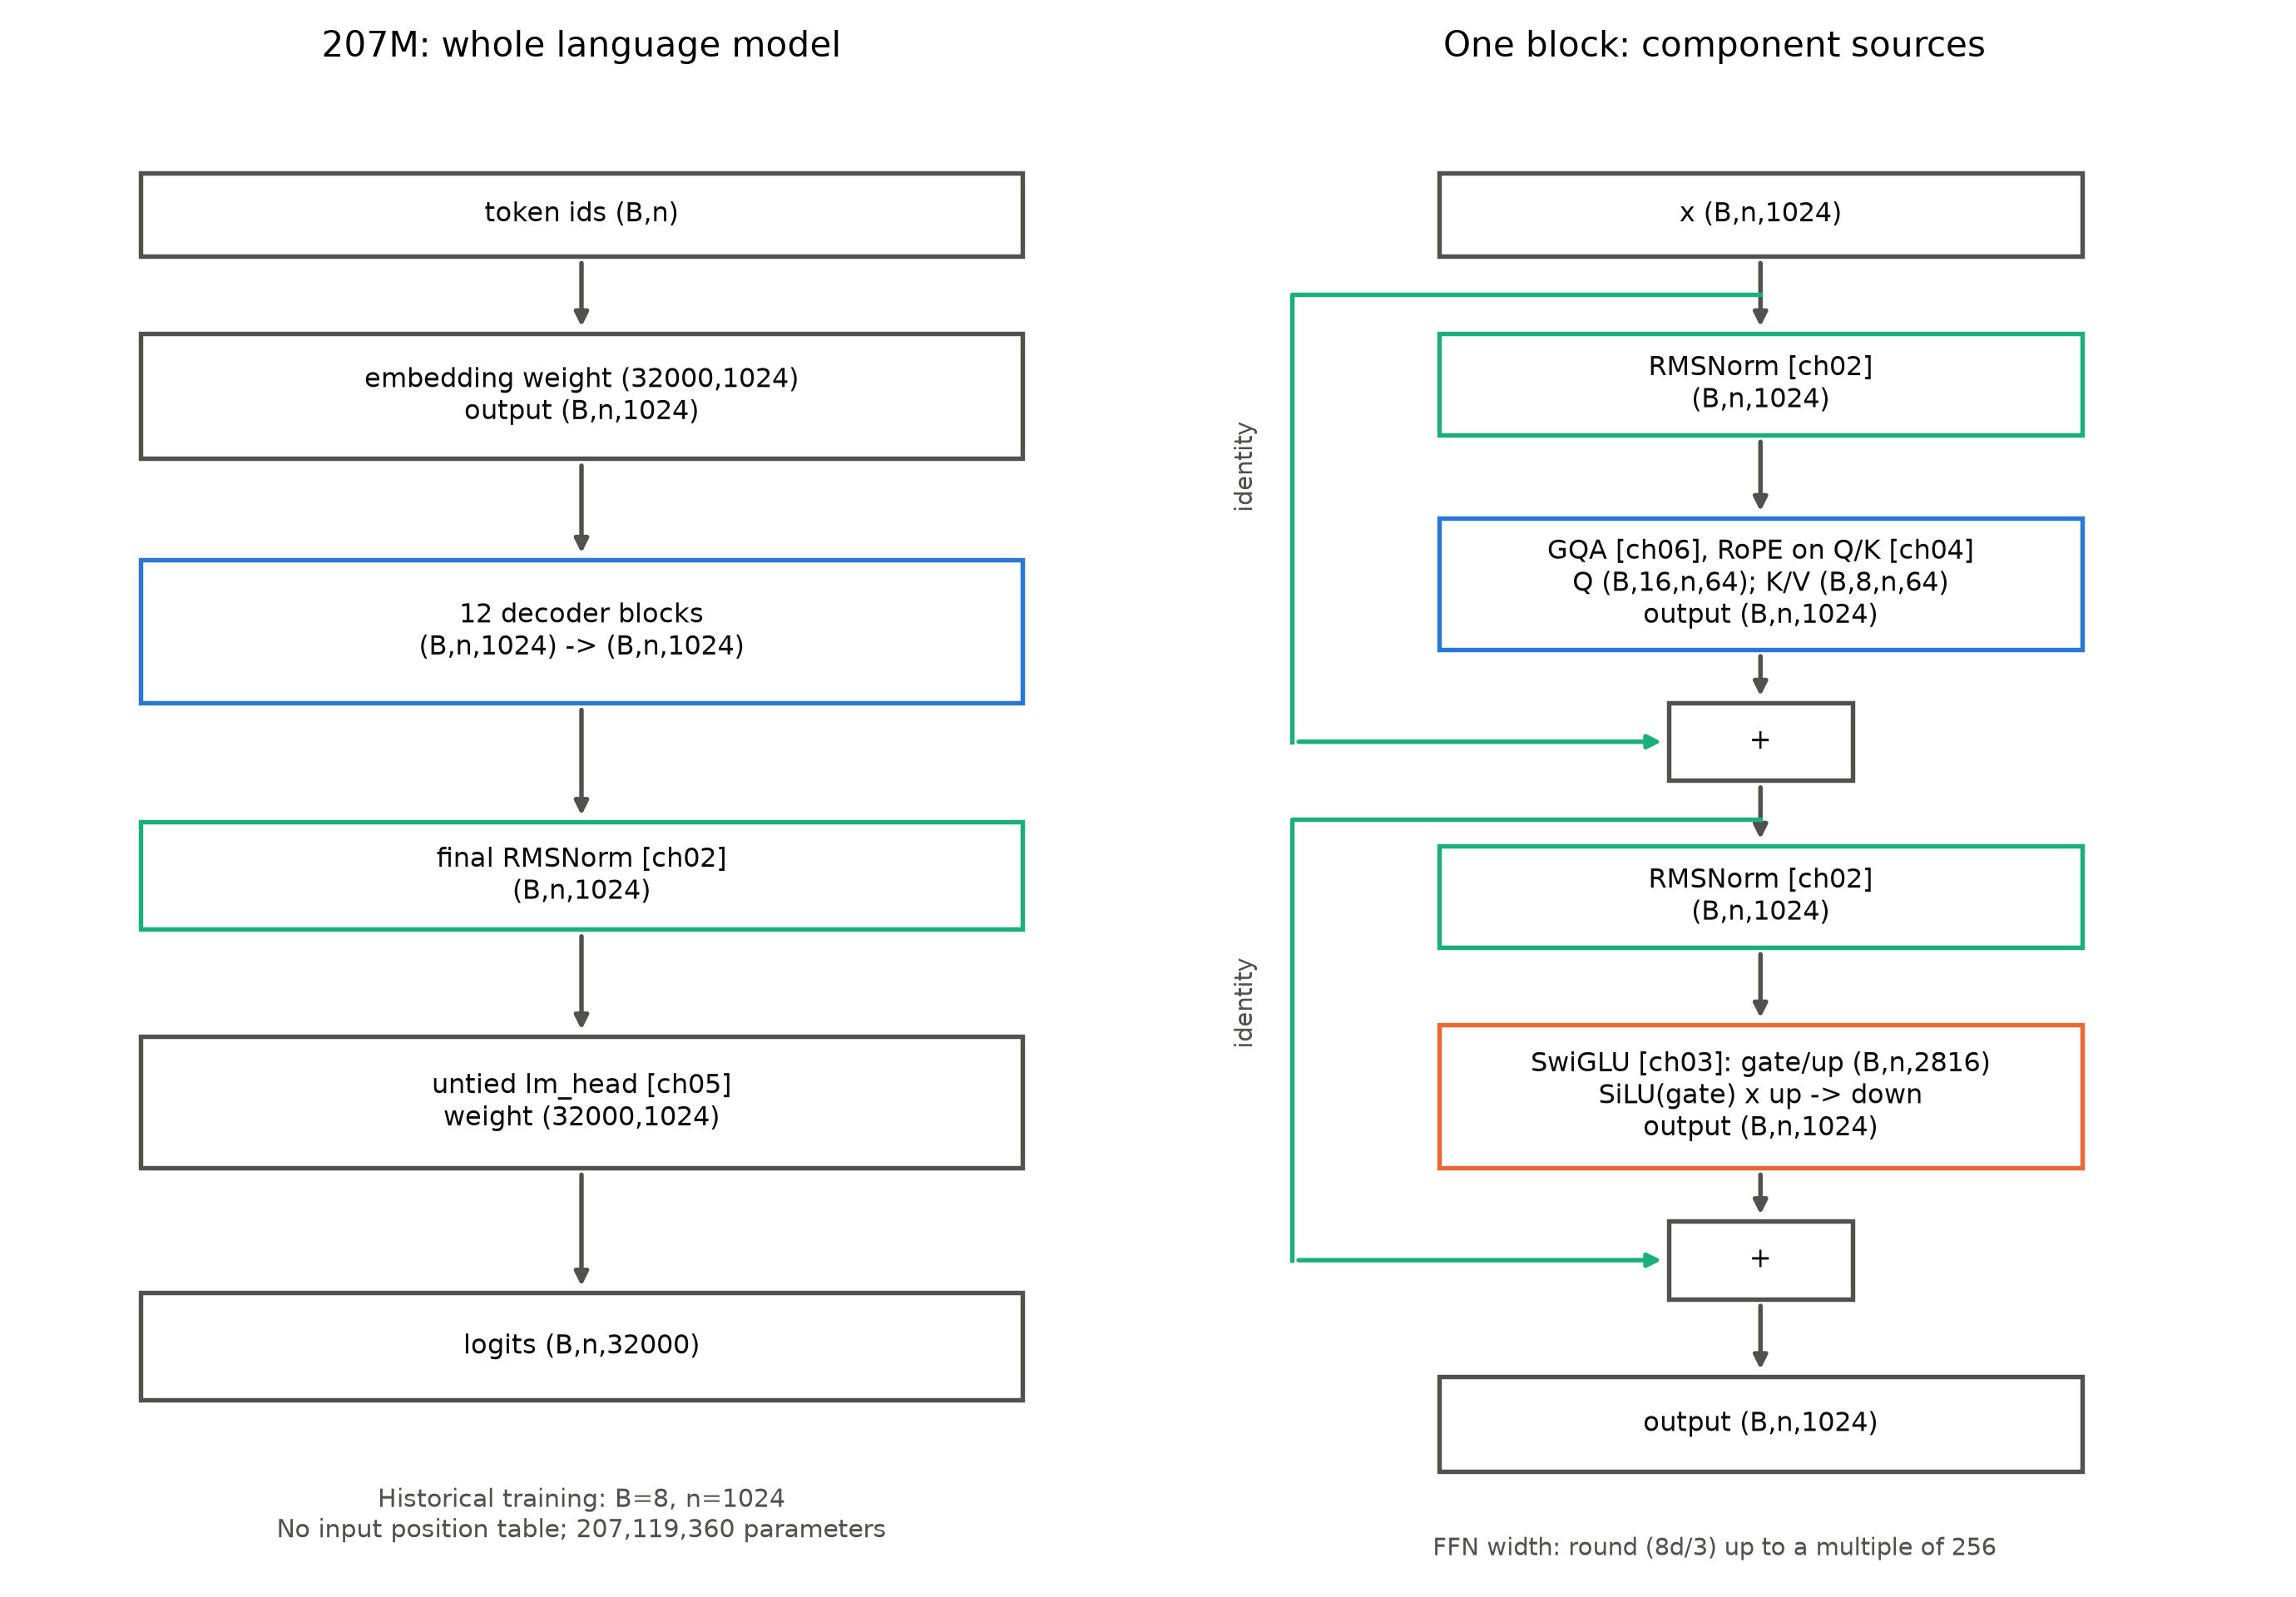 207M: whole language model
token ids (B,n)
embedding weight (32000,1024)
output (B,n,1024)
12 decoder blocks
(B,n,1024) -> (B,n,1024)
final RMSNorm [ch02]
(B,n,1024)
untied lm_head [ch05]
weight (32000,1024)
logits (B,n,32000)
Historical training: B=8, n=1024
No input position table; 207,119,360 parameters
One block: component sources
x (B,n,1024)
identity
RMSNorm [ch02]
(B,n,1024)
GQA [ch06], RoPE on Q/K [ch04]
Q (B,16,n,64); K/V (B,8,n,64)
output (B,n,1024)
+
identity
RMSNorm [ch02]
(B,n,1024)
SwiGLU [ch03]: gate/up (B,n,2816)
SiLU(gate) x up -> down
output (B,n,1024)
+
output (B,n,1024)
FFN width: round (8d/3) up to a multiple of 256